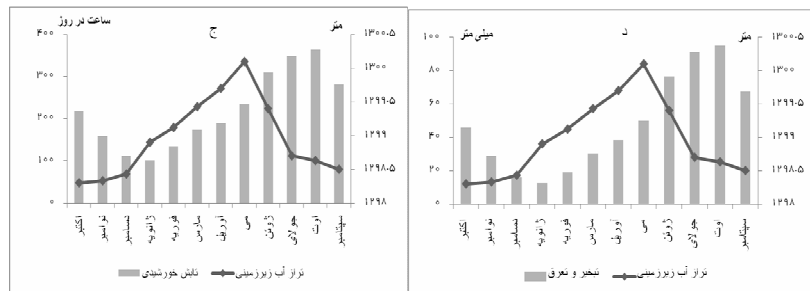 ساعت در روز
ج
متر
۴۰۰
۳۰۰
۲۰۰
۱۰۰
۰
۱۳۰۰.۵
۱۳۰۰
۱۲۹۹.۵
۱۲۹۹
۱۲۹۸.۵
۱۲۹۸
اکتبر
نوامبر
دسامبر
ژانویه
فوریه
مارس
آوریل
می
ژوئن
جولای
اوت
سپتامبر
تابش خورشیدی
تراز آب زیرزمینی
میلی متر
د
متر
۱۰۰
۸۰
۶۰
۴۰
۲۰
۰
۱۳۰۰.۵
۱۳۰۰
۱۲۹۹.۵
۱۲۹۹
۱۲۹۸.۵
۱۲۹۸
اکتبر
نوامبر
دسامبر
ژانویه
فوریه
مارس
آوریل
می
ژوئن
جولای
اوت
سپتامبر
تبخیر و تعرق
تراز آب زیرزمینی